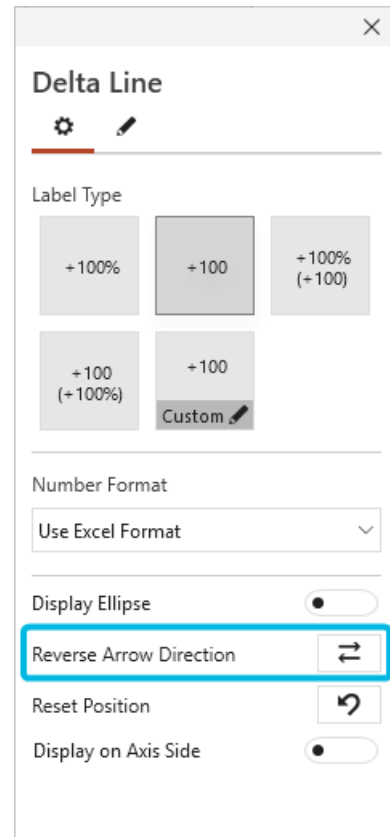 Delta Line
Label Type
+100%
+100
+100%
(+100)
+100
(+100%)
+100
Custom
Number Format
Use Excel Format
Display Ellipse
Reverse Arrow Direction
Reset Position
Display on Axis Side